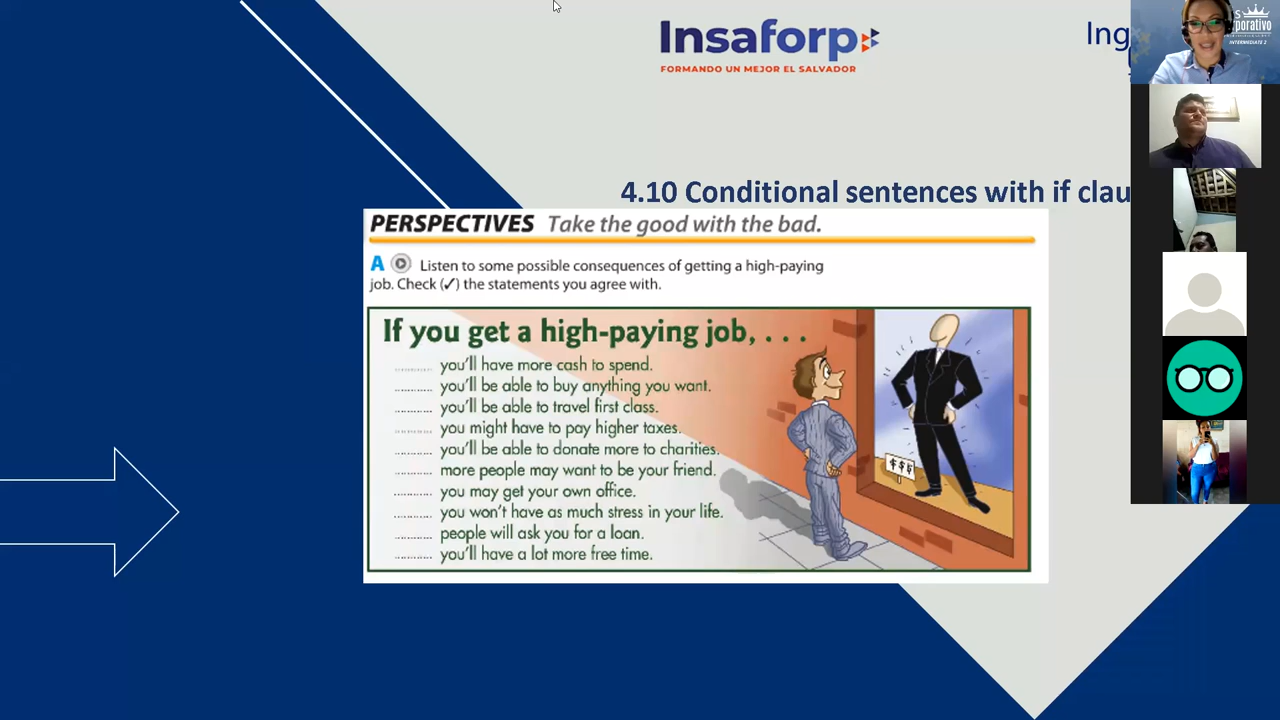 Insaforp
FORMANDO UN MEJOR EL SALVADOR
Ing
INTERMEDIATE 2
4.10 Conditional sentences with if clau
PERSPECTIVES Take the good with the bad.
A Listen to some possible consequences of getting a high-paying
job. Check (✓) the statements you agree with.
If you get a high-paying job, . . .
............ you'll have more cash to spend.
............ you'll be able to buy anything you want.
............ you'll be able to travel first class.
............ you might have to pay higher taxes.
............ you'll be able to donate more to charities.
............ more people may want to be your friend.
............ you may get your own office.
............ you won't have as much stress in your life.
............ people will ask you for a loan.
............ you'll have a lot more free time.
$$$